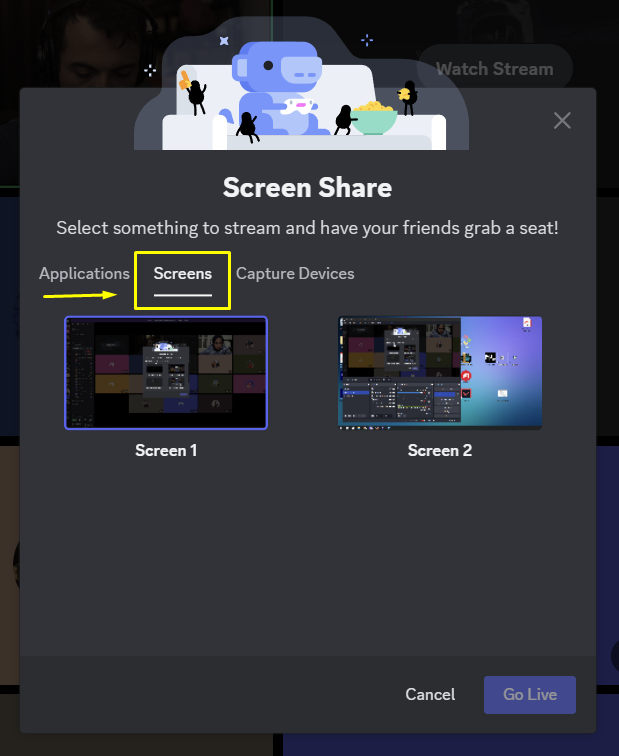 Watch Stream
Screen Share
Select something to stream and have your friends grab a seat!
Applications Screens Capture Devices
Screen 1 Screen 2
Cancel Go Live